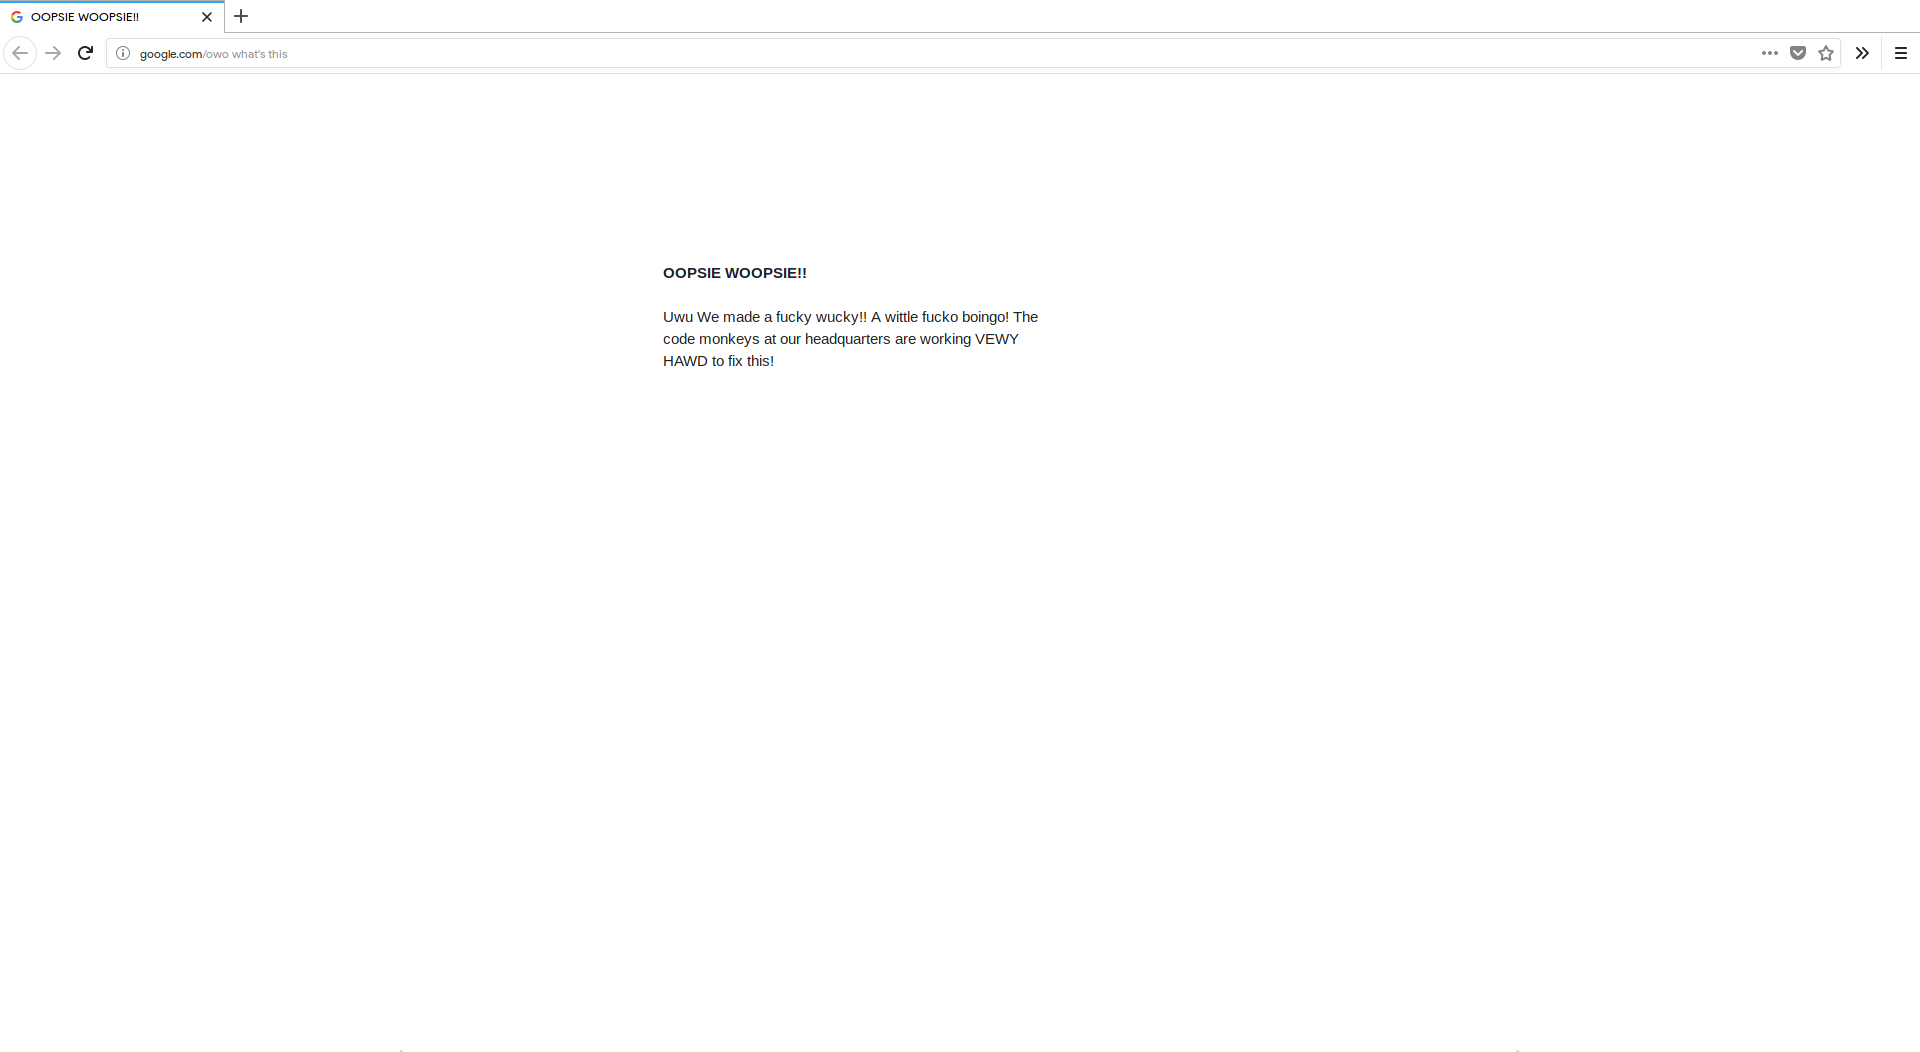 OOPSIE WOOPSIE!!
google.com/owo what's this
OOPSIE WOOPSIE!!
Uwu We made a fucky wucky!! A wittle fucko boingo! The
code monkeys at our headquarters are working VEWY
HAWD to fix this!